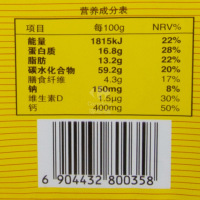 营养成分表
项目 每100g NRV%
能量 1815kJ 22%
蛋白质 16.8g 28%
脂肪 13.2g 22%
碳水化合物 59.2g 20%
膳食纤维 4.3g 17%
钠 150mg 8%
维生素D 1.5μg 30%
钙 400mg 50%
6 904432 800358